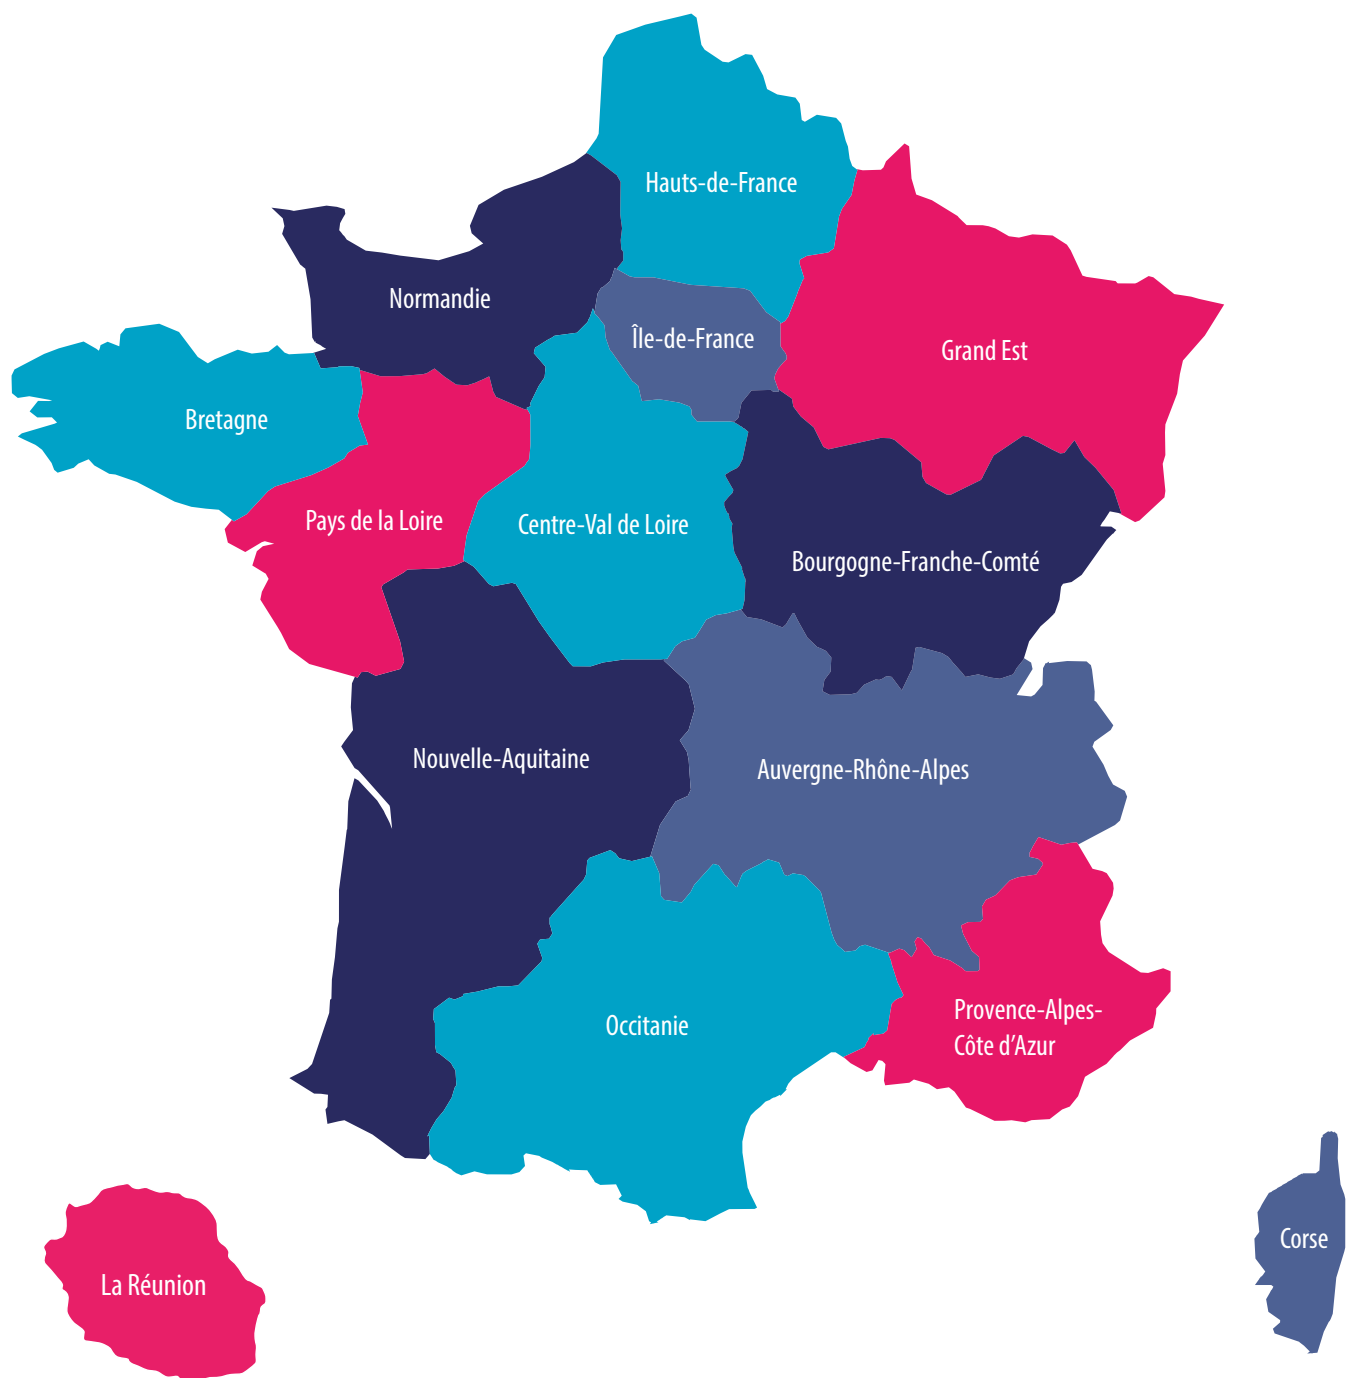 Hauts-de-France
Normandie
Île-de-France
Grand Est
Bretagne
Pays de la Loire
Centre-Val de Loire
Bourgogne-Franche-Comté
Nouvelle-Aquitaine
Auvergne-Rhône-Alpes
Occitanie
Provence-Alpes-
Côte d'Azur
Corse
La Réunion